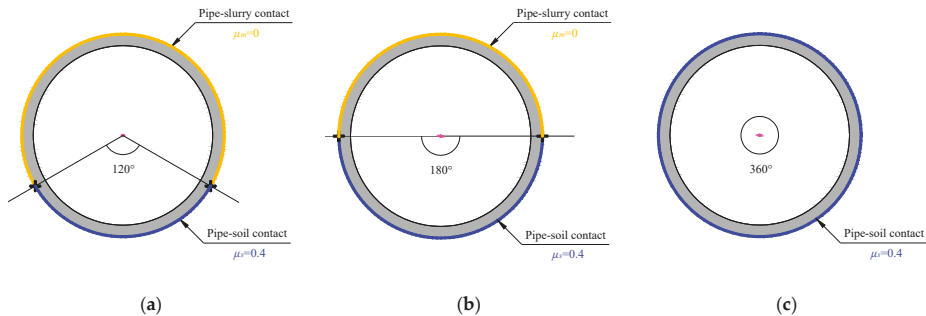 Pipe-slurry contact
μm=0
120°
Pipe-soil contact
μs=0.4
(a)
Pipe-slurry contact
μm=0
180°
Pipe-soil contact
μs=0.4
(b)
360°
Pipe-soil contact
μs=0.4
(c)